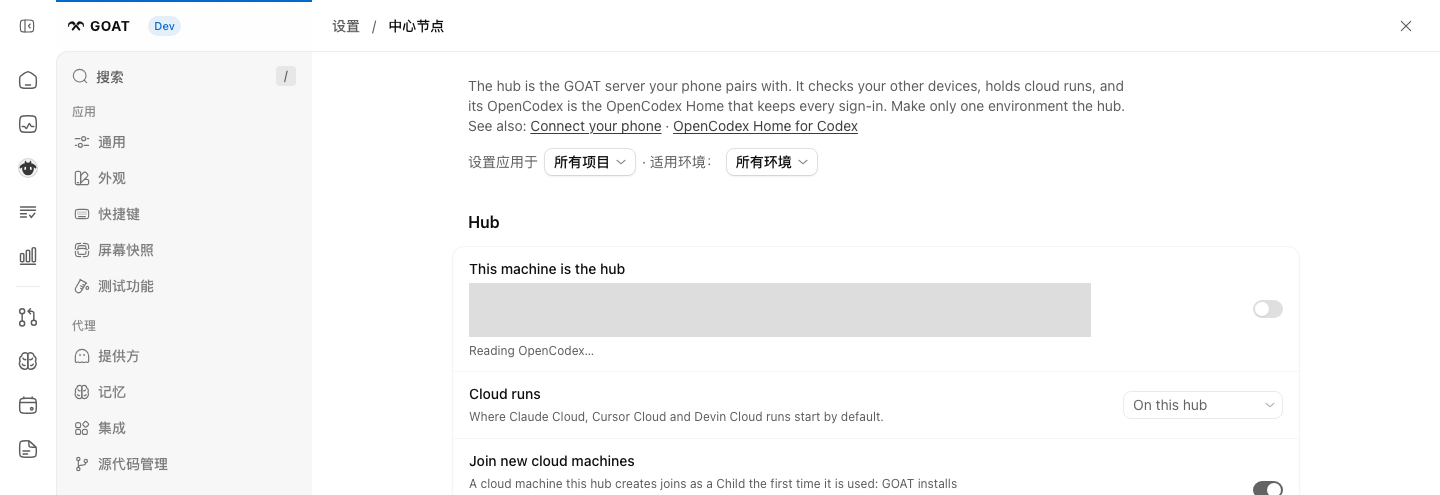 GOAT
Dev
设置 / 中心节点
搜索
/
应用
通用
外观
快捷键
屏幕快照
测试功能
代理
提供方
记忆
集成
源代码管理
The hub is the GOAT server your phone pairs with. It checks your other devices, holds cloud runs, and
its OpenCodex is the OpenCodex Home that keeps every sign-in. Make only one environment the hub.
See also: Connect your phone · OpenCodex Home for Codex
设置应用于 所有项目 · 适用环境: 所有环境
Hub
This machine is the hub
Reading OpenCodex...
Cloud runs
Where Claude Cloud, Cursor Cloud and Devin Cloud runs start by default.
On this hub
Join new cloud machines
A cloud machine this hub creates joins as a Child the first time it is used: GOAT installs